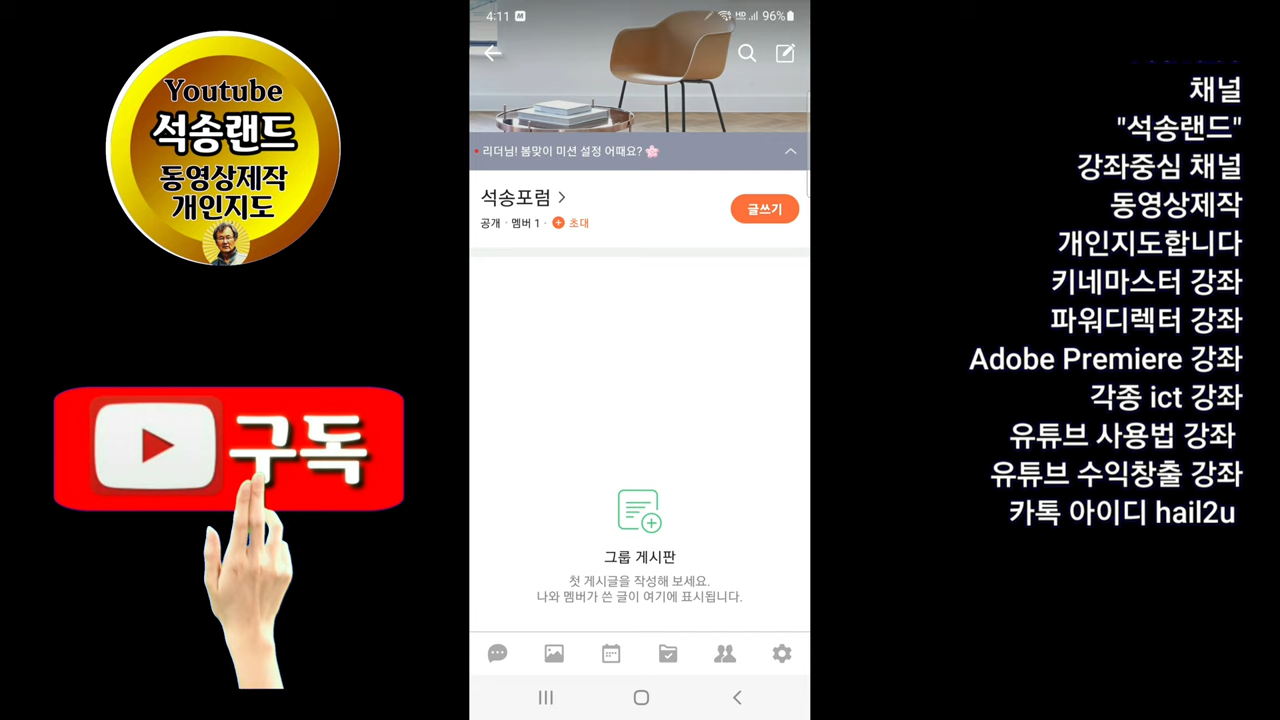 Youtube
석송랜드
동영상제작
개인지도
구독
4:11 M
96%
리더님! 봄맞이 미션 설정 어때요?
석송포럼
공개 · 멤버 1 · 초대
글쓰기
그룹 게시판
첫 게시글을 작성해 보세요.
나와 멤버가 쓴 글이 여기에 표시됩니다.
채널
"석송랜드"
강좌중심 채널
동영상제작
개인지도합니다
키네마스터 강좌
파워디렉터 강좌
Adobe Premiere 강좌
각종 ict 강좌
유튜브 사용법 강좌
유튜브 수익창출 강좌
카톡 아이디 hail2u